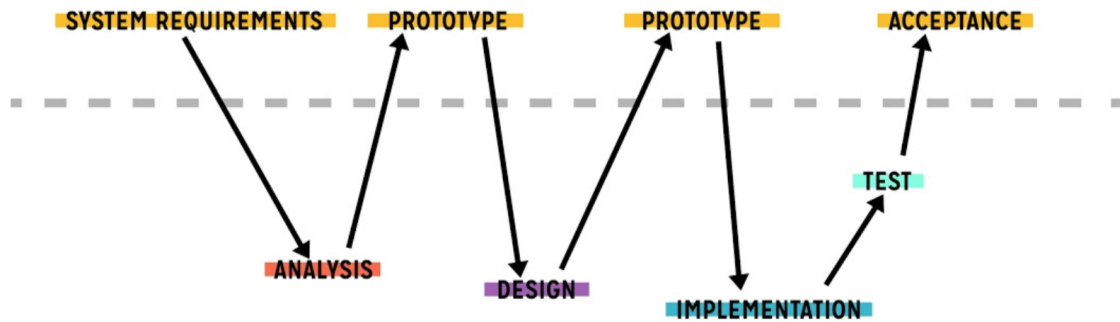 SYSTEM REQUIREMENTS
PROTOTYPE
PROTOTYPE
ACCEPTANCE
TEST
ANALYSIS
DESIGN
IMPLEMENTATION